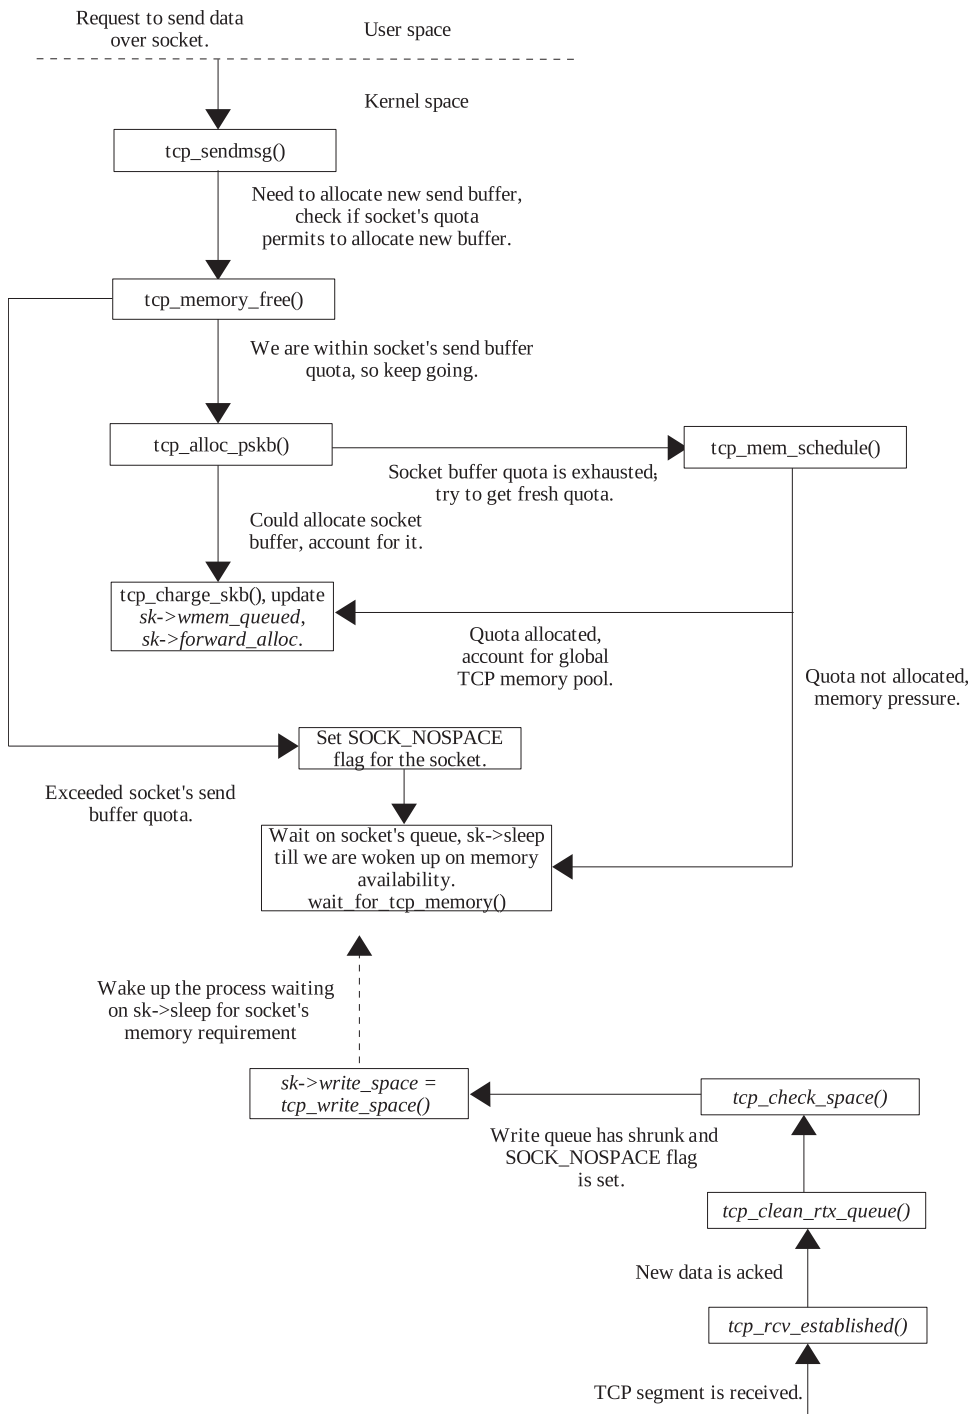 Request to send data
over socket.
User space
Kernel space
tcp_sendmsg()
Need to allocate new send buffer,
check if socket's quota
permits to allocate new buffer.
tcp_memory_free()
We are within socket's send buffer
quota, so keep going.
tcp_alloc_pskb()
tcp_mem_schedule()
Socket buffer quota is exhausted,
try to get fresh quota.
Could allocate socket
buffer, account for it.
tcp_charge_skb(), update
sk->wmem_queued,
sk->forward_alloc.
Quota allocated,
account for global
TCP memory pool.
Quota not allocated,
memory pressure.
Set SOCK_NOSPACE
flag for the socket.
Exceeded socket's send
buffer quota.
Wait on socket's queue, sk->sleep
till we are woken up on memory
availability.
wait_for_tcp_memory()
Wake up the process waiting
on sk->sleep for socket's
memory requirement
sk->write_space =
tcp_write_space()
tcp_check_space()
Write queue has shrunk and
SOCK_NOSPACE flag
is set.
tcp_clean_rtx_queue()
New data is acked
tcp_rcv_established()
TCP segment is received.